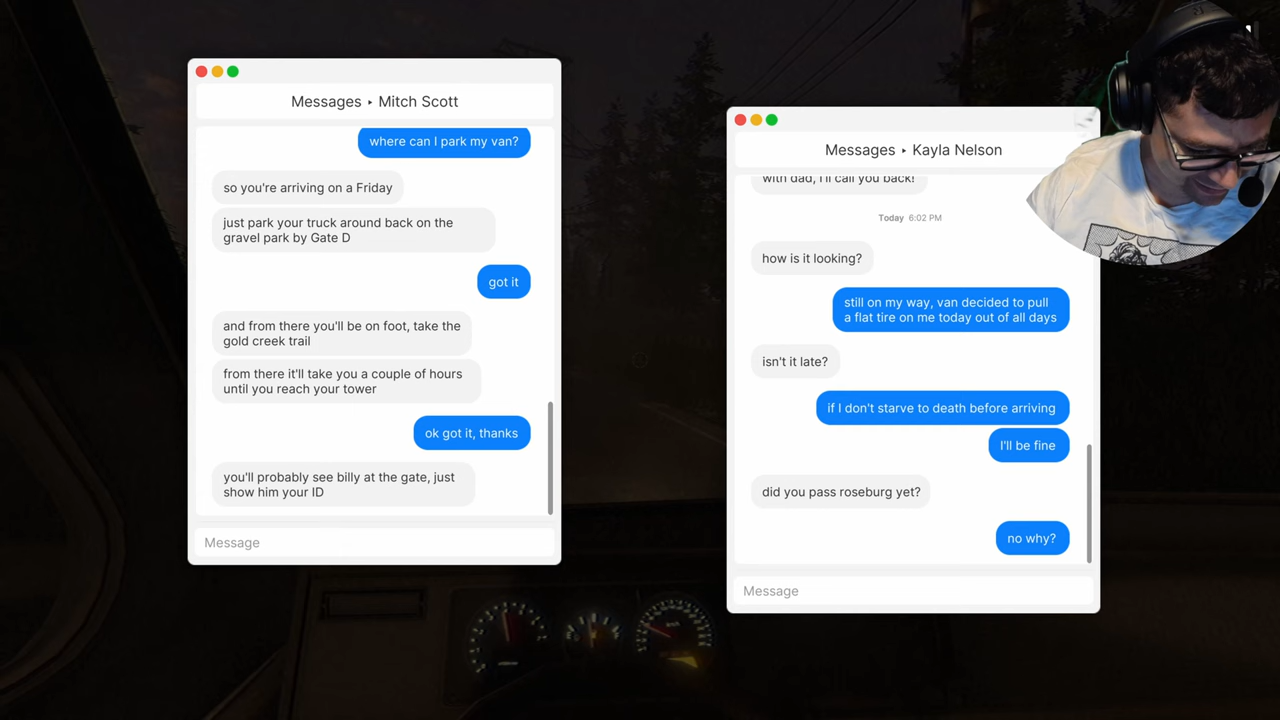 Messages ▸ Mitch Scott
where can I park my van?
so you're arriving on a Friday
just park your truck around back on the
gravel park by Gate D
got it
and from there you'll be on foot, take the
gold creek trail
from there it'll take you a couple of hours
until you reach your tower
ok got it, thanks
you'll probably see billy at the gate, just
show him your ID
Message
Messages ▸ Kayla Nelson
with dad, I'll call you back!
Today 6:02 PM
how is it looking?
still on my way, van decided to pull
a flat tire on me today out of all days
isn't it late?
if I don't starve to death before arriving
I'll be fine
did you pass roseburg yet?
no why?
Message